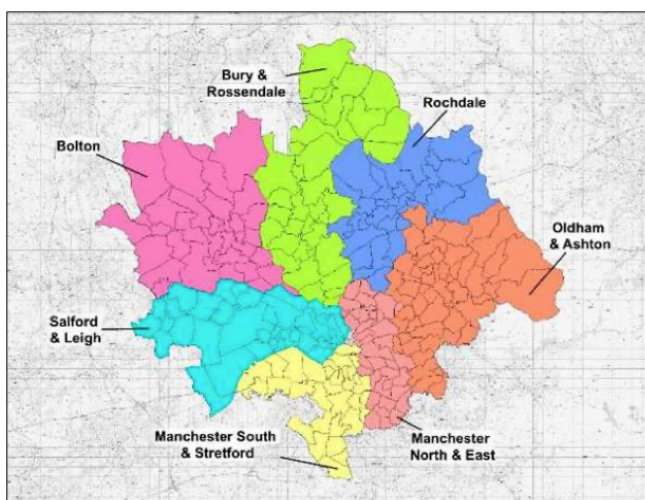 Bury &
Rossendale
Rochdale
Bolton
Oldham
& Ashton
Salford
& Leigh
Manchester South
& Stretford
Manchester
North & East